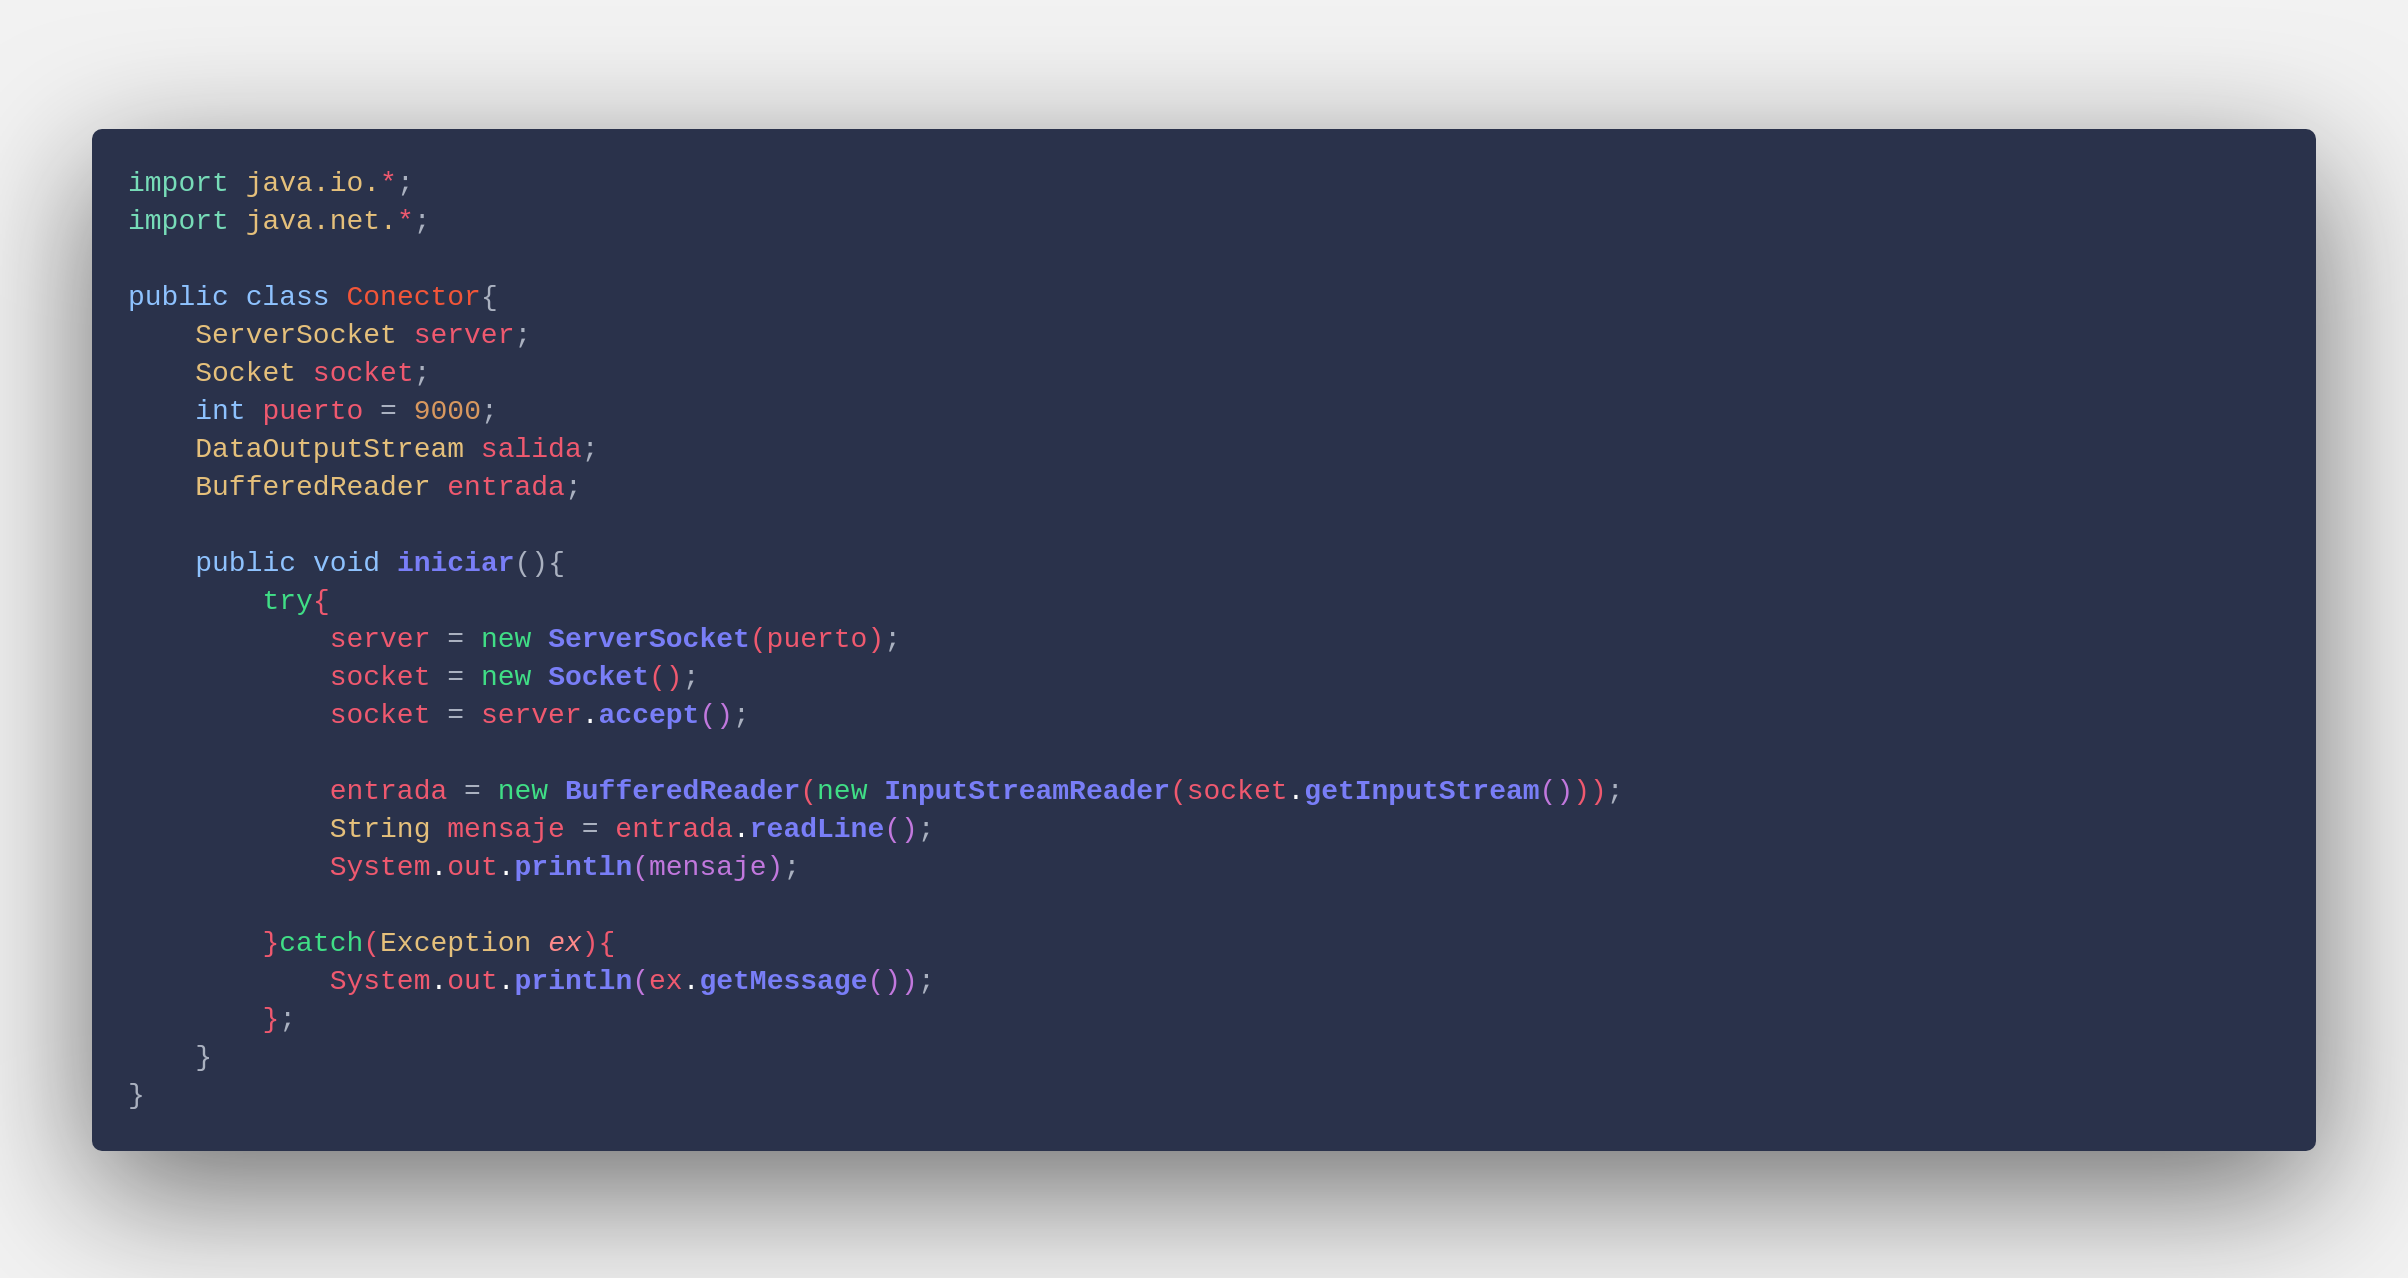 import java.io.*;
import java.net.*;

public class Conector{
    ServerSocket server;
    Socket socket;
    int puerto = 9000;
    DataOutputStream salida;
    BufferedReader entrada;

    public void iniciar(){
        try{
            server = new ServerSocket(puerto);
            socket = new Socket();
            socket = server.accept();

            entrada = new BufferedReader(new InputStreamReader(socket.getInputStream()));
            String mensaje = entrada.readLine();
            System.out.println(mensaje);

        }catch(Exception ex){
            System.out.println(ex.getMessage());
        };
    }
}